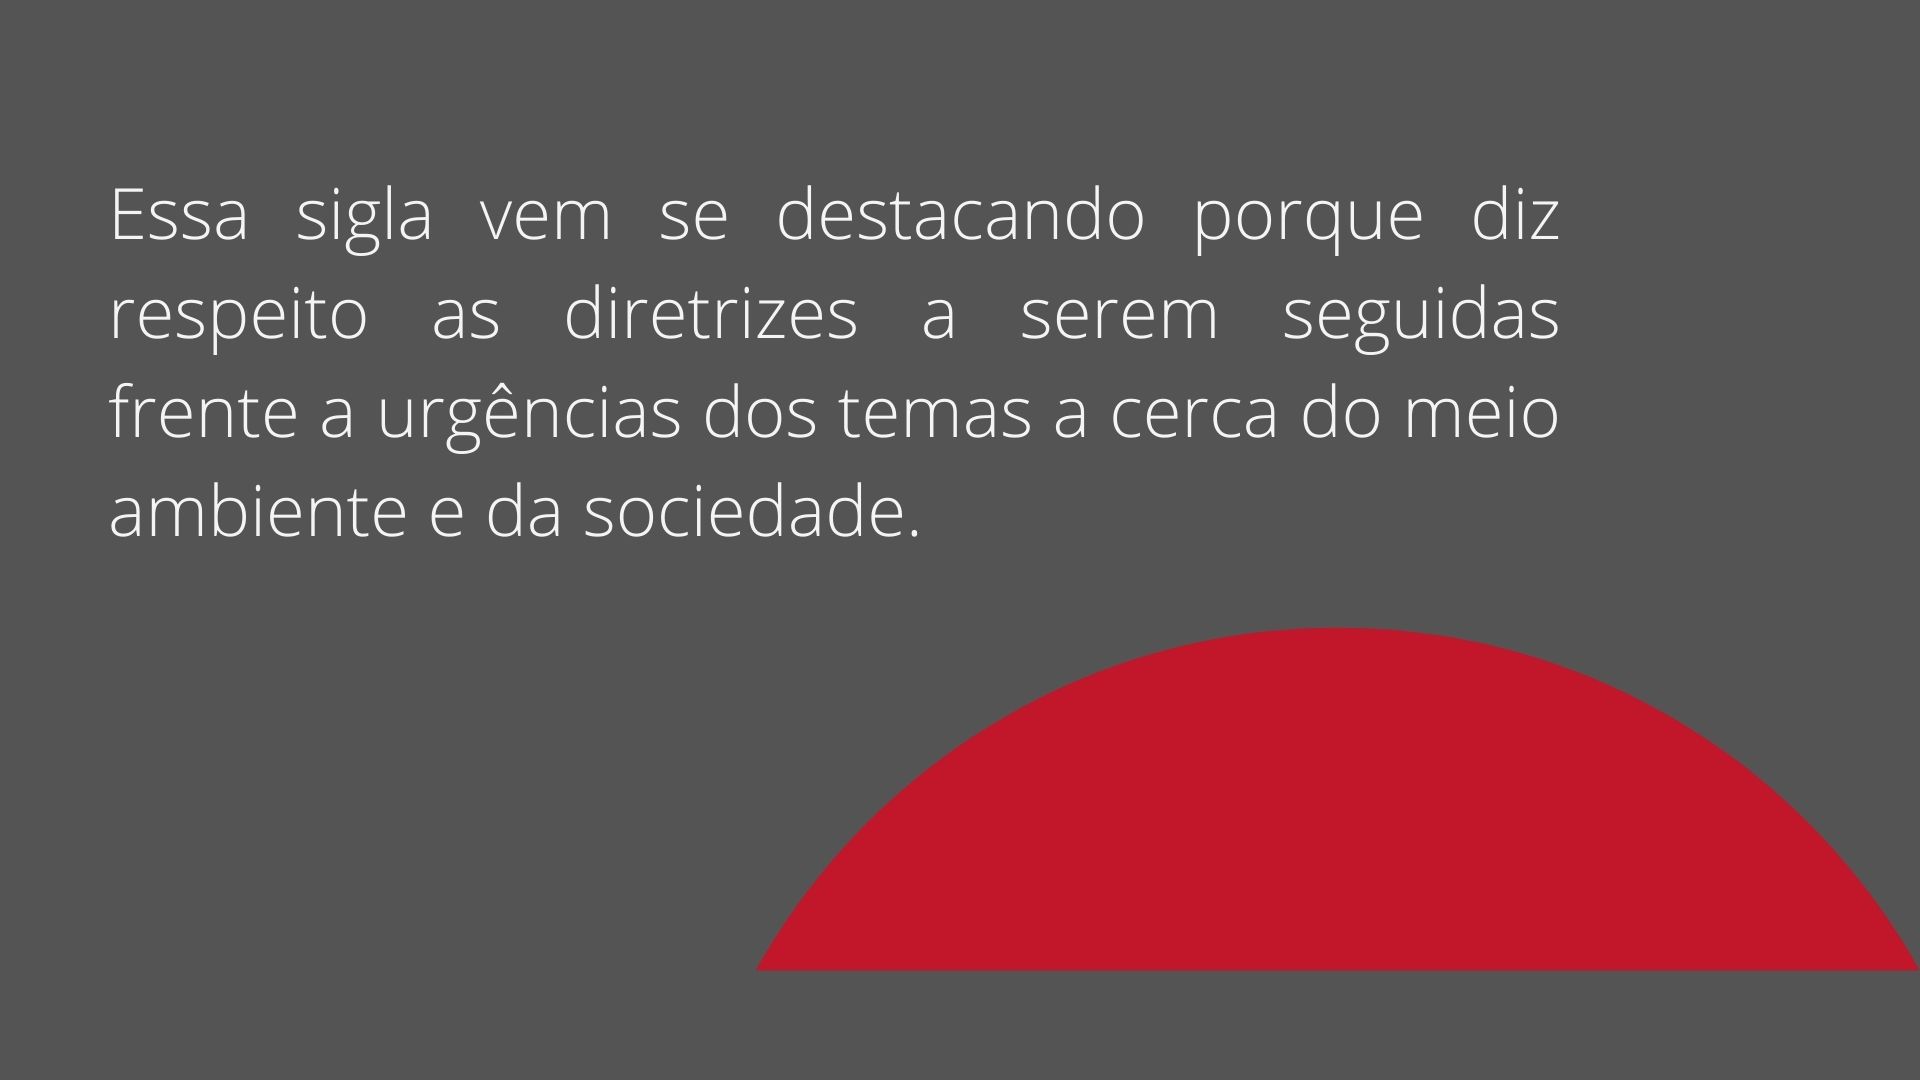 Essa sigla vem se destacando porque diz
respeito as diretrizes a serem seguidas
frente a urgências dos temas a cerca do meio
ambiente e da sociedade.